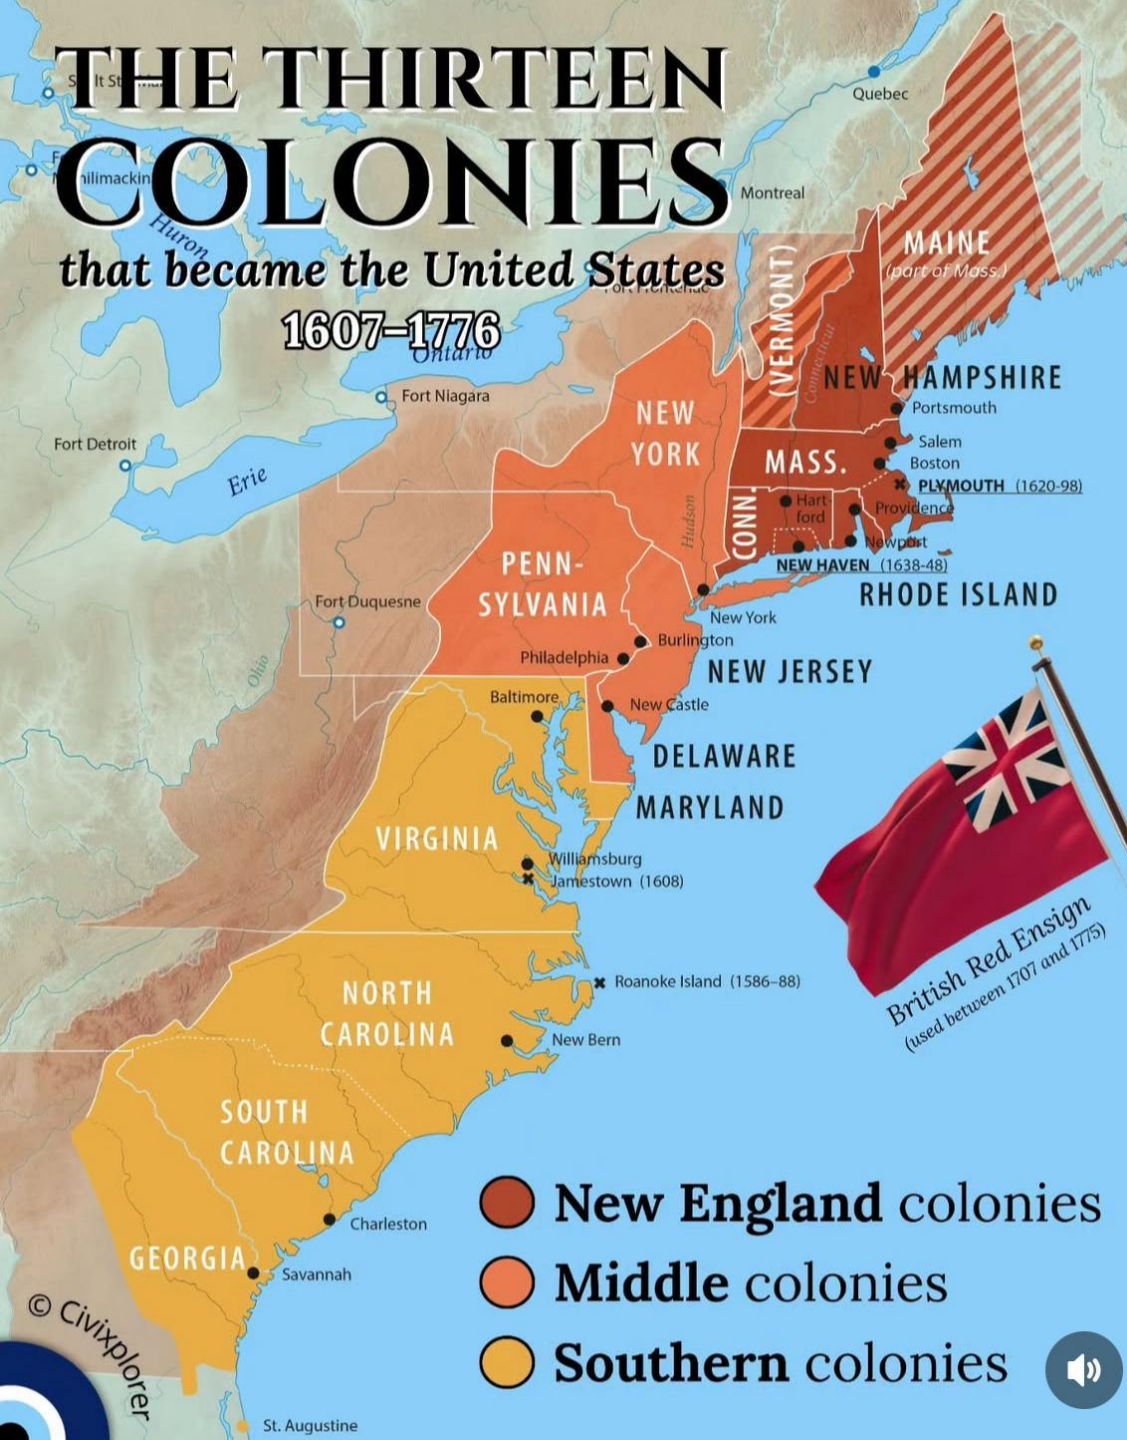 THE THIRTEEN
COLONIES
that became the United States
1607–1776
Quebec
Montreal
Huron
Ontario
Fort Niagara
Fort Detroit
Erie
MAINE
(part of Mass.)
(VERMONT)
Connecticut
NEW HAMPSHIRE
Portsmouth
NEW
YORK
Salem
MASS.
Boston
PLYMOUTH (1620-98)
CONN.
Hart-
ford
Providence
Hudson
Newport
NEW HAVEN (1638-48)
RHODE ISLAND
PENN-
SYLVANIA
Fort Duquesne
New York
Burlington
Philadelphia
NEW JERSEY
Ohio
Baltimore
New Castle
DELAWARE
MARYLAND
VIRGINIA
Williamsburg
Jamestown (1608)
British Red Ensign
(used between 1707 and 1775)
Roanoke Island (1586–88)
NORTH
CAROLINA
New Bern
SOUTH
CAROLINA
Charleston
GEORGIA
Savannah
New England colonies
Middle colonies
Southern colonies
© Civixplorer
St. Augustine